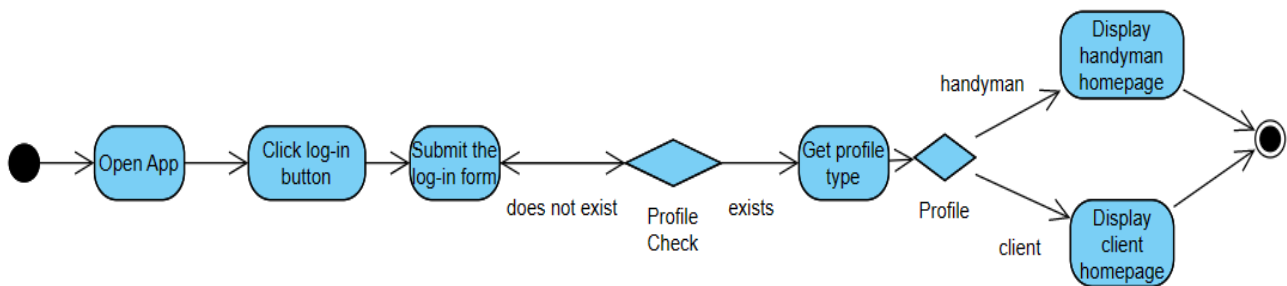 Open App
Click log-in
button
Submit the
log-in form
does not exist
Profile
Check
exists
Get profile
type
Profile
handyman
Display
handyman
homepage
client
Display
client
homepage